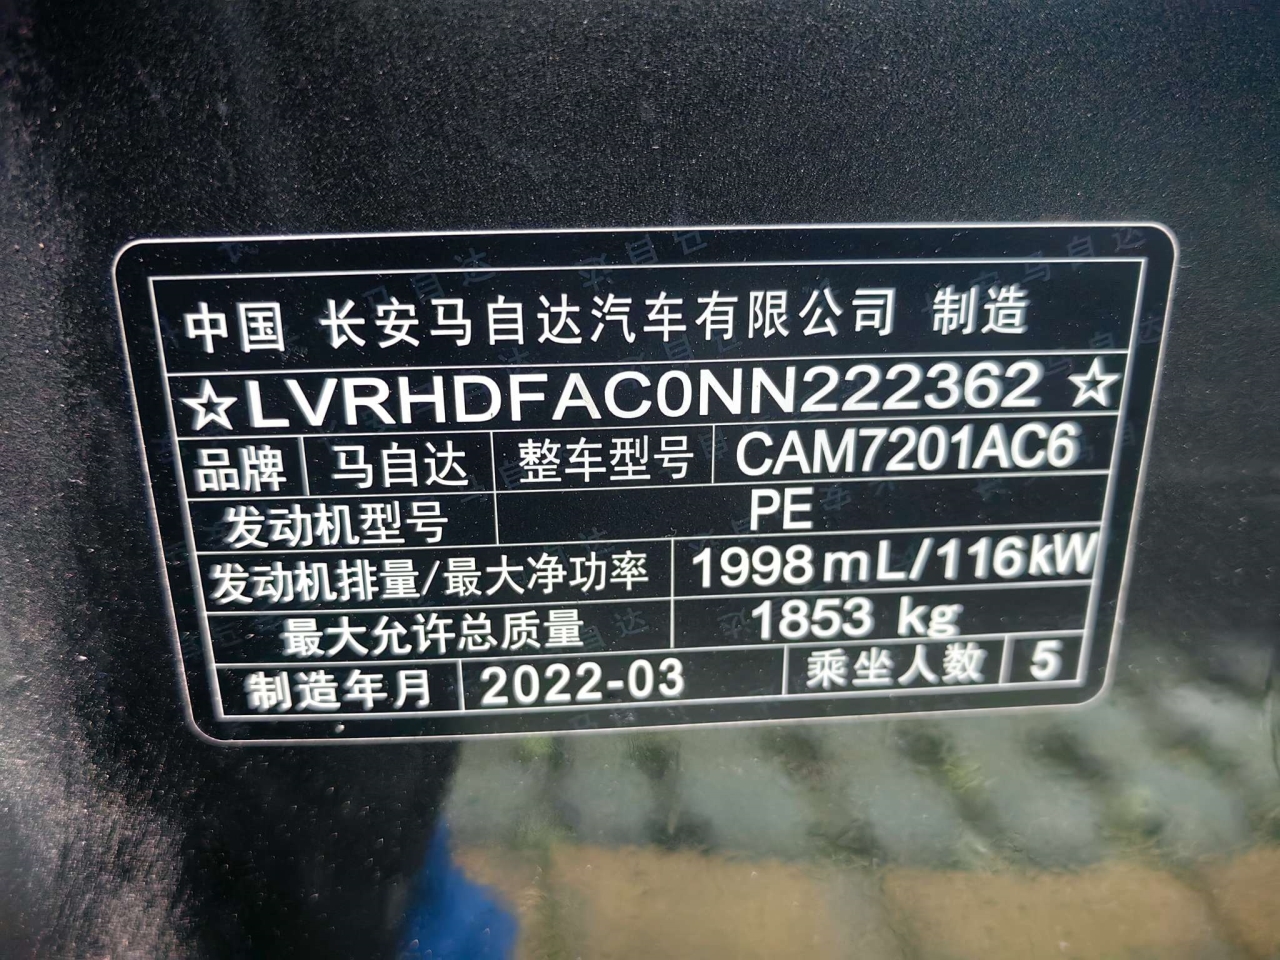 中国 长安马自达汽车有限公司 制造
☆LVRHDFAC0NN222362☆
品牌 马自达 整车型号 CAM7201AC6
发动机型号 PE
发动机排量/最大净功率 1998mL/116kW
最大允许总质量 1853 kg
制造年月 2022-03 乘坐人数 5